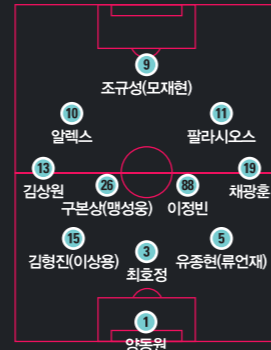 9
조규성(모재현)
10
알렉스
11
팔라시오스
13
김상원
26
구본상(맹성웅)
88
이정빈
19
채광훈
15
김형진(이상용)
3
최호정
5
유종현(류언재)
1
양동원